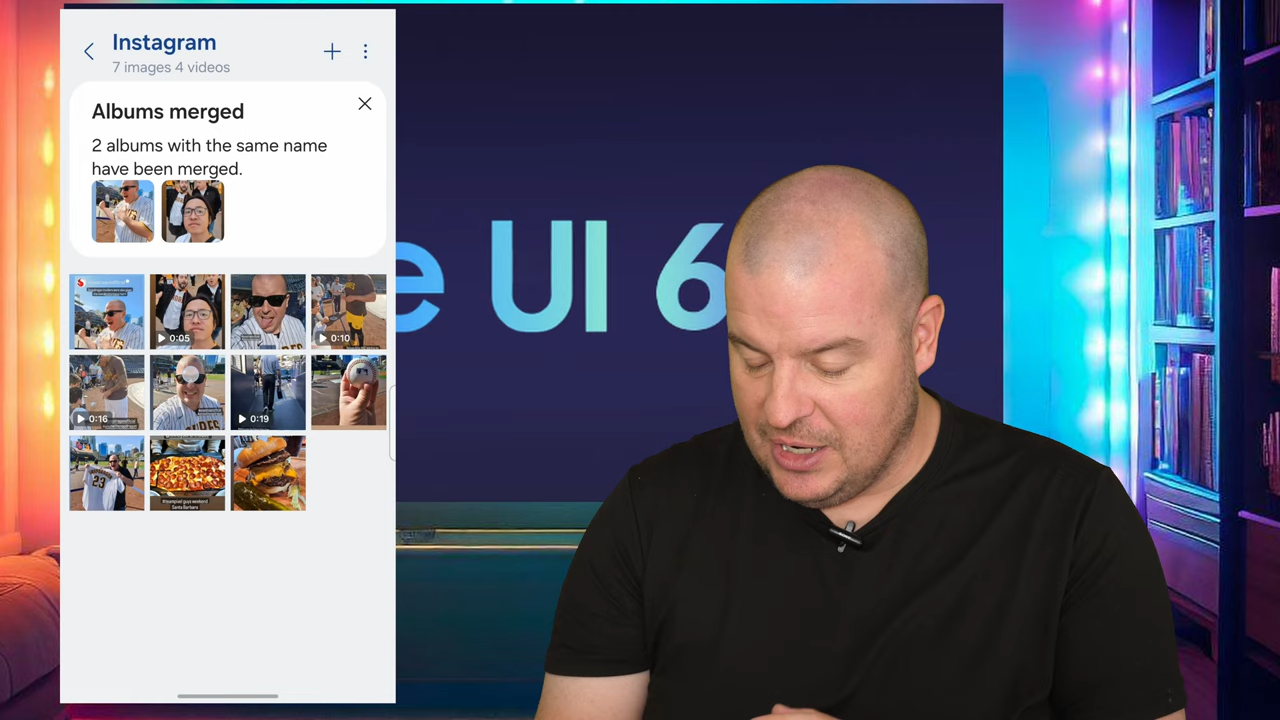 Instagram
7 images 4 videos
Albums merged
2 albums with the same name
have been merged.
e UI 6
0:05
0:10
0:16
0:19
23